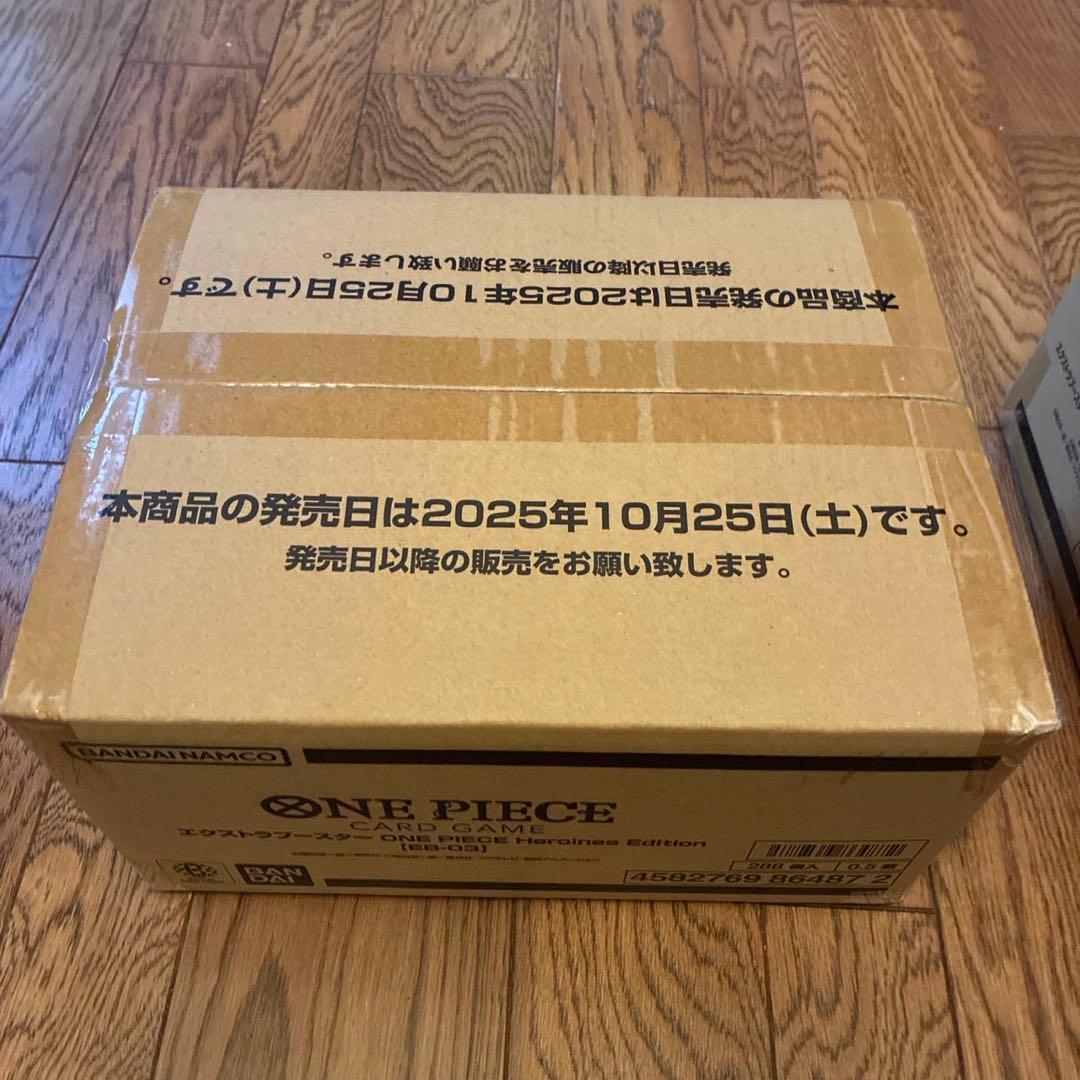 発売日以降の販売をお願い致します。
本商品の発売日は2025年10月25日(土)です。
本商品の発売日は2025年10月25日(土)です。
発売日以降の販売をお願い致します。
BANDAI NAMCO
ONE PIECE
CARD GAME
エクストラブースター ONE PIECE Heroines Edition
[EB-03]
288 個入
BANDAI
4582769 86487 2